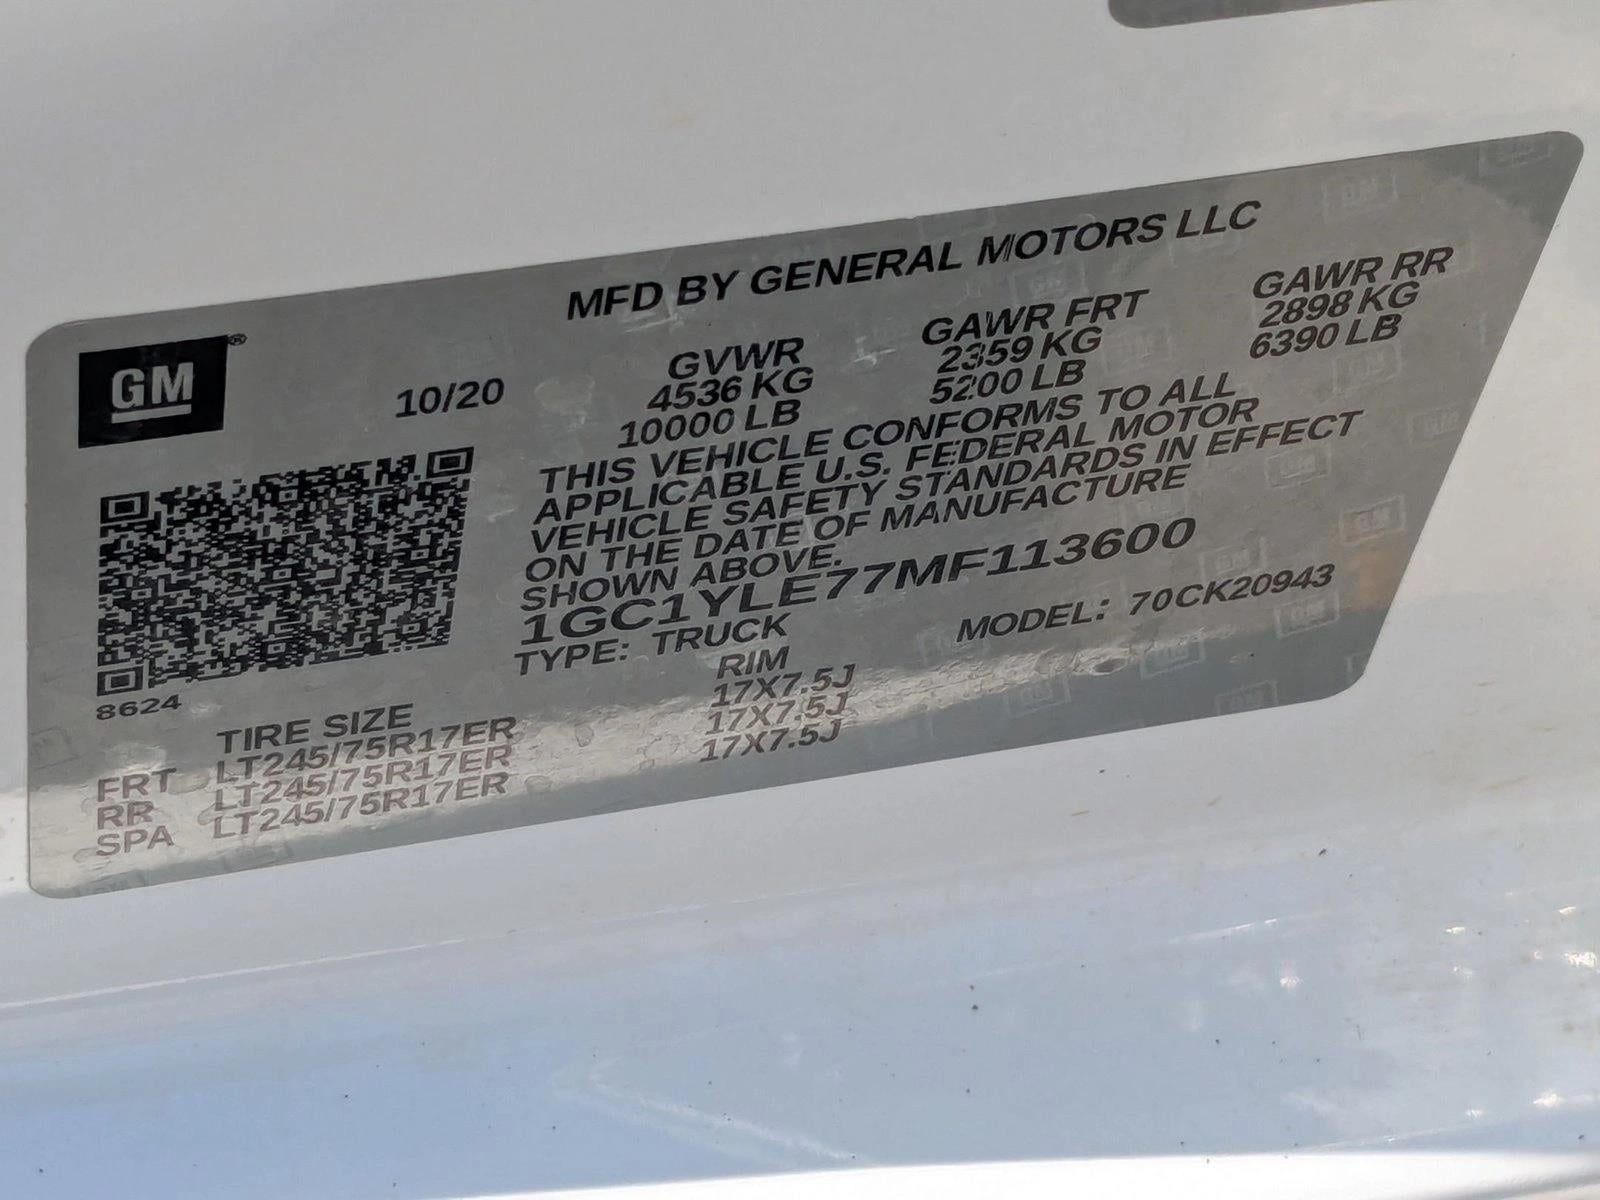 MFD BY GENERAL MOTORS LLC
GM®
10/20
GVWR GAWR FRT GAWR RR
4536 KG 2359 KG 2898 KG
10000 LB 5200 LB 6390 LB
THIS VEHICLE CONFORMS TO ALL
APPLICABLE U.S. FEDERAL MOTOR
VEHICLE SAFETY STANDARDS IN EFFECT
ON THE DATE OF MANUFACTURE
SHOWN ABOVE.
1GC1YLE77MF113600
TYPE: TRUCK MODEL: 70CK20943
8624
TIRE SIZE RIM
FRT LT245/75R17ER 17X7.5J
RR LT245/75R17ER 17X7.5J
SPA LT245/75R17ER 17X7.5J